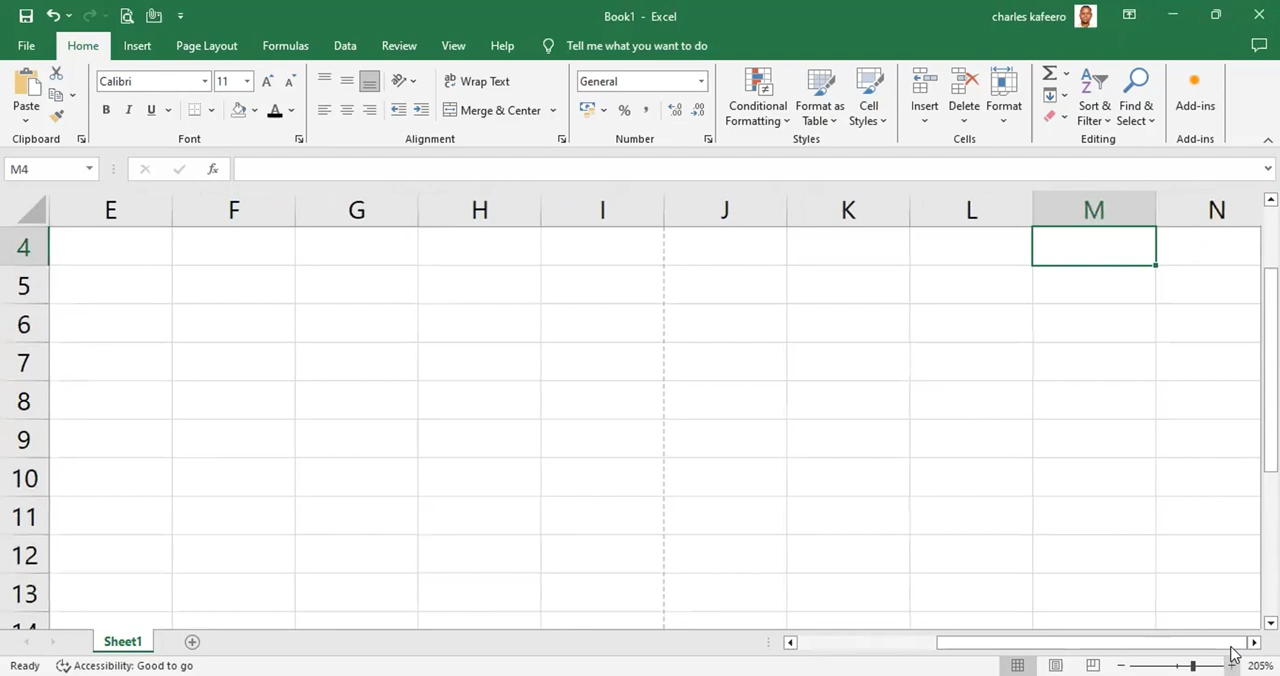 Book1 - Excel
charles kafeero
File Home Insert Page Layout Formulas Data Review View Help Tell me what you want to do
Calibri 11 Wrap Text General
Paste B I U Merge & Center % , Conditional Formatting Format as Table Cell Styles Insert Delete Format Sort & Filter Find & Select Add-ins
Clipboard Font Alignment Number Styles Cells Editing Add-ins
M4 fx
E F G H I J K L M N
4
5
6
7
8
9
10
11
12
13
14
Sheet1
Ready Accessibility: Good to go 205%